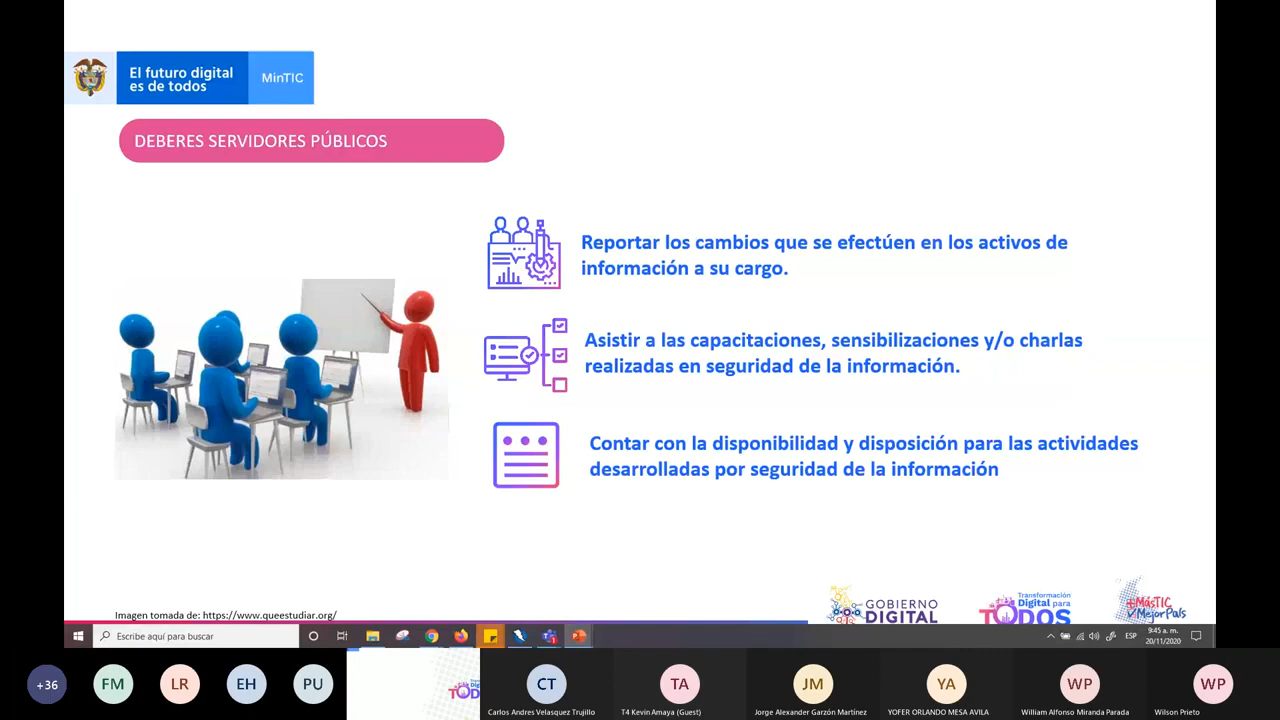 El futuro digital
es de todos
MinTIC
DEBERES SERVIDORES PÚBLICOS
Reportar los cambios que se efectúen en los activos de
información a su cargo.
Asistir a las capacitaciones, sensibilizaciones y/o charlas
realizadas en seguridad de la información.
Contar con la disponibilidad y disposición para las actividades
desarrolladas por seguridad de la información
Imagen tomada de: https://www.queestudiar.org/
GOBIERNO
DIGITAL
Transformación
Digital para
TODOS
+MásTIC
MejorPaís
Escribe aquí para buscar
ESP
9:45 a. m.
20/11/2020
+36
FM
LR
EH
PU
TODOS
CT
Carlos Andres Velasquez Trujillo
TA
T4 Kevin Amaya (Guest)
JM
Jorge Alexander Garzón Martínez
YA
YOFER ORLANDO MESA AVILA
WP
William Alfonso Miranda Parada
WP
Wilson Prieto